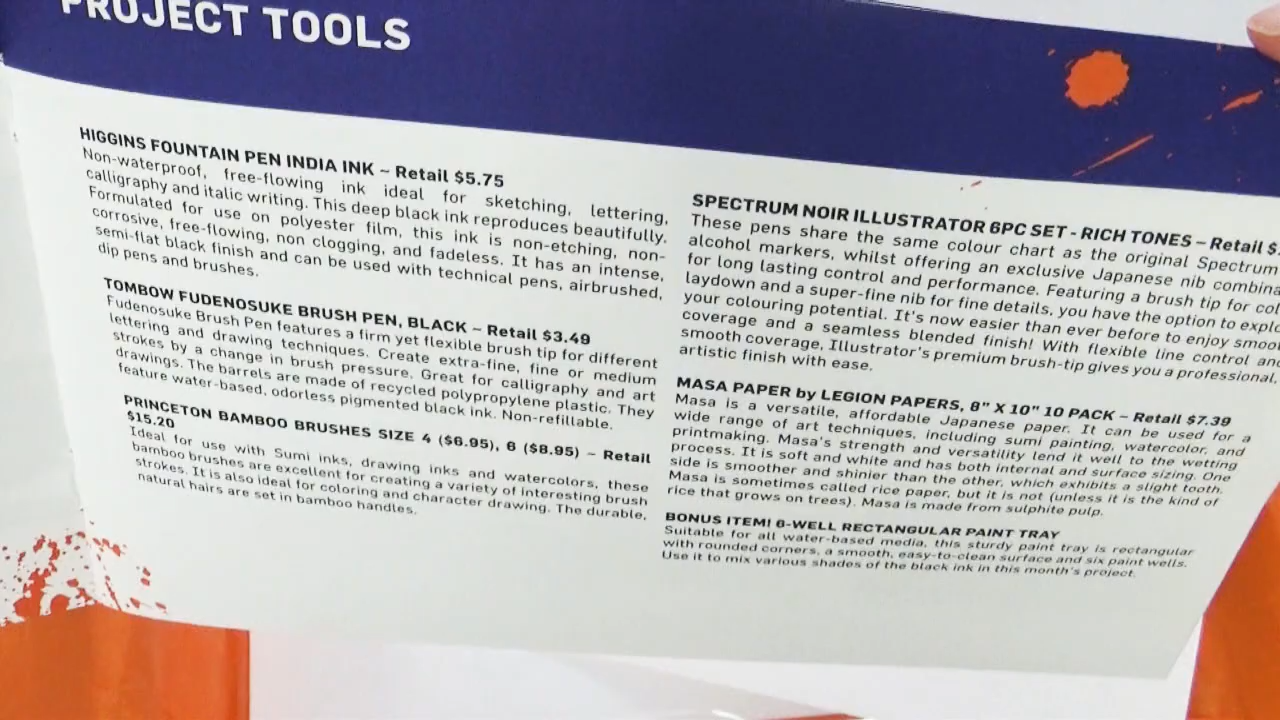 PROJECT TOOLS
HIGGINS FOUNTAIN PEN INDIA INK ~ Retail $5.75
Non-waterproof, free-flowing ink ideal for sketching, lettering,
calligraphy and italic writing. This deep black ink reproduces beautifully.
Formulated for use on polyester film, this ink is non-etching, non-
corrosive, free-flowing, non clogging, and fadeless. It has an intense,
semi-flat black finish and can be used with technical pens, airbrushed,
dip pens and brushes.
TOMBOW FUDENOSUKE BRUSH PEN, BLACK ~ Retail $3.49
Fudenosuke Brush Pen features a firm yet flexible brush tip for different
lettering and drawing techniques. Create extra-fine, fine or medium
strokes by a change in brush pressure. Great for calligraphy and art
drawings. The barrels are made of recycled polypropylene plastic. They
feature water-based, odorless pigmented black ink. Non-refillable.
PRINCETON BAMBOO BRUSHES SIZE 4 ($6.95), 6 ($8.95) ~ Retail
$15.20
Ideal for use with Sumi inks, drawing inks and watercolors, these
bamboo brushes are excellent for creating a variety of interesting brush
strokes. It is also ideal for coloring and character drawing. The durable,
natural hairs are set in bamboo handles.
SPECTRUM NOIR ILLUSTRATOR 6PC SET - RICH TONES ~ Retail $
These pens share the same colour chart as the original Spectrum
alcohol markers, whilst offering an exclusive Japanese nib
for long lasting control and performance. Featuring a brush tip for
laydown and a super-fine nib for fine details, you have the option to
your colouring potential. It's now easier than ever before to enjoy
coverage and a seamless blended finish! With flexible line control
smooth coverage, Illustrator's premium brush-tip gives you a professional,
artistic finish with ease.
MASA PAPER by LEGION PAPERS, 8" X 10" 10 PACK ~ Retail $7.39
Masa is a versatile, affordable Japanese paper. It can be used for a
wide range of art techniques, including sumi painting, watercolor, and
printmaking. Masa's strength and versatility lend it well to the wetting
process. It is soft and white and has both internal and surface sizing. One
side is smoother and shinier than the other, which exhibits a slight tooth.
Masa is sometimes called rice paper, but it is not (unless it is the kind of
rice that grows on trees). Masa is made from sulphite pulp.
BONUS ITEM! 6-WELL RECTANGULAR PAINT TRAY
Suitable for all water-based media, this sturdy paint tray is rectangular
with rounded corners, a smooth, easy-to-clean surface and six paint wells.
Use it to mix various shades of the black ink in this month's project.